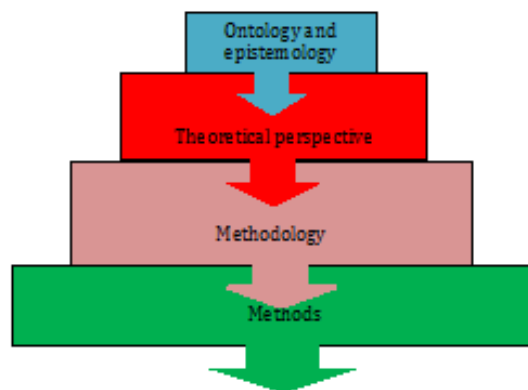 Ontology and
epistemology
Theoretical perspective
Methodology
Methods